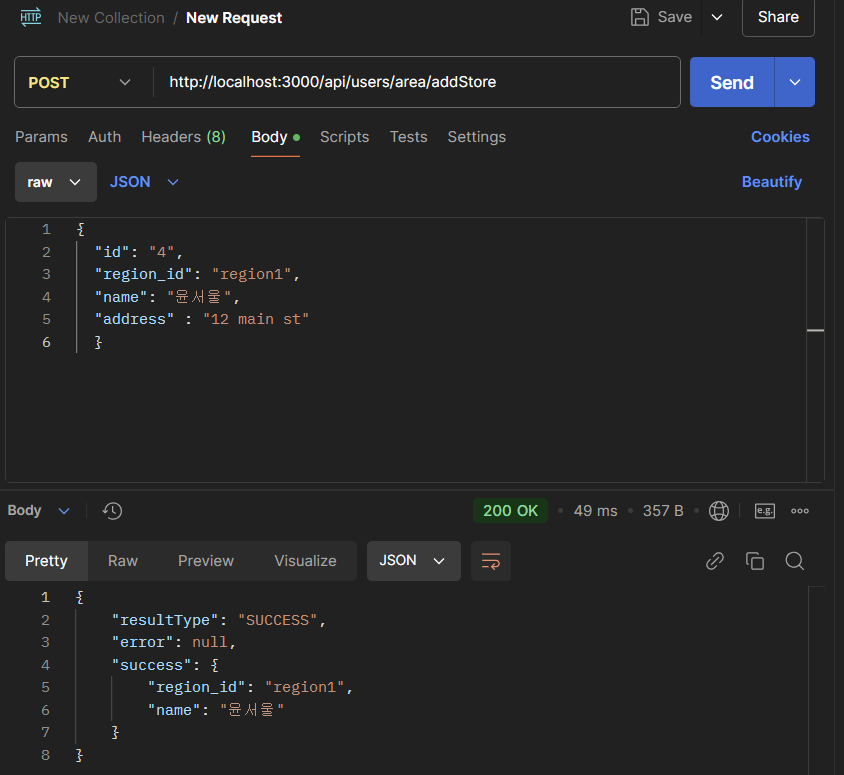 HTTP New Collection / New Request Save Share
POST http://localhost:3000/api/users/area/addStore Send
Params Auth Headers (8) Body Scripts Tests Settings Cookies
raw JSON Beautify
1 {
2 "id": "4",
3 "region_id": "region1",
4 "name": "윤서울",
5 "address" : "12 main st"
6 }
Body 200 OK 49 ms 357 B e.g.
Pretty Raw Preview Visualize JSON
1 {
2 "resultType": "SUCCESS",
3 "error": null,
4 "success": {
5 "region_id": "region1",
6 "name": "윤서울"
7 }
8 }